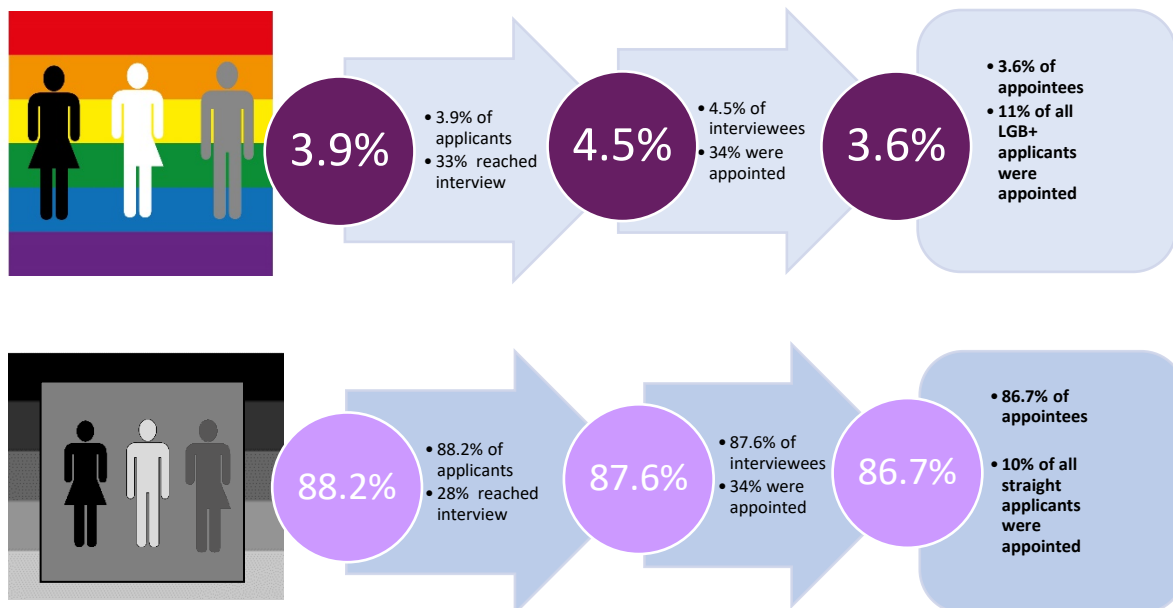 3.9%
• 3.9% of
applicants
• 33% reached
interview
4.5%
• 4.5% of
interviewees
• 34% were
appointed
3.6%
• 3.6% of
appointees
• 11% of all
LGB+
applicants
were
appointed
88.2%
• 88.2% of
applicants
• 28% reached
interview
87.6%
• 87.6% of
interviewees
• 34% were
appointed
86.7%
• 86.7% of
appointees
• 10% of all
straight
applicants
were
appointed